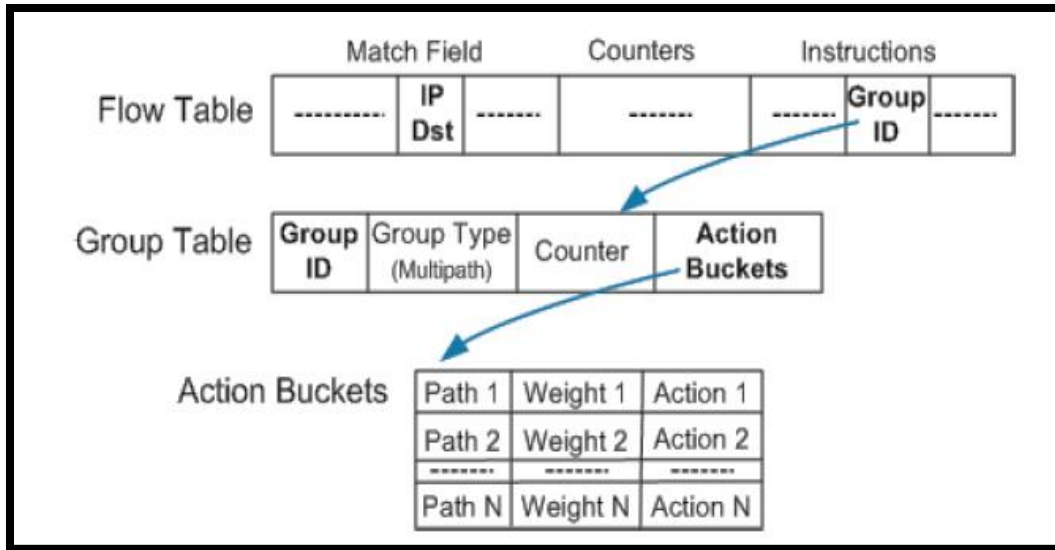 Match Field Counters Instructions
Flow Table --------- IP Dst ------- ------- ------- Group ID -------
Group Table Group ID Group Type (Multipath) Counter Action Buckets
Action Buckets Path 1 Weight 1 Action 1
Path 2 Weight 2 Action 2
------- ------- -------
Path N Weight N Action N